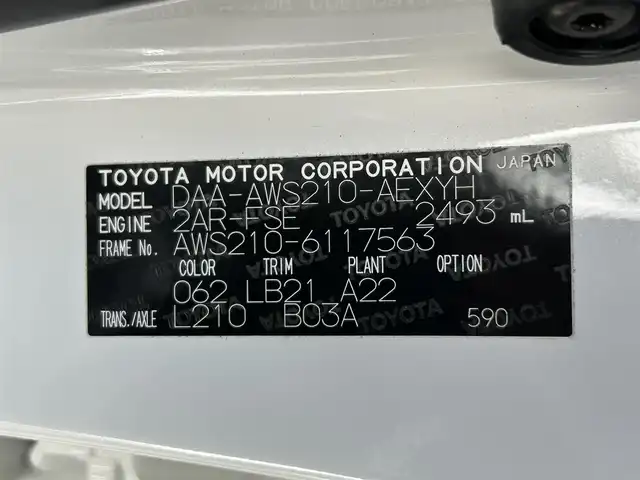 TOYOTA MOTOR CORPORATION JAPAN
MODEL DAA-AWS210-AEXYH
ENGINE 2AR-FSE 2493 mL
FRAME No. AWS210-6117563
COLOR TRIM PLANT OPTION
062 LB21 A22
TRANS./AXLE L210 B03A 590